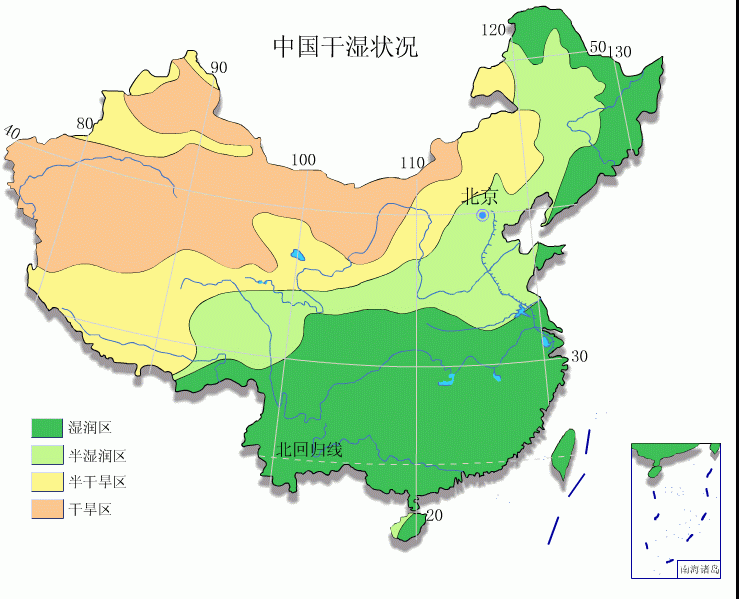 中国干湿状况
120
50
130
90
80
40
100
110
北京
30
湿润区
半湿润区
半干旱区
干旱区
北回归线
20
南海诸岛